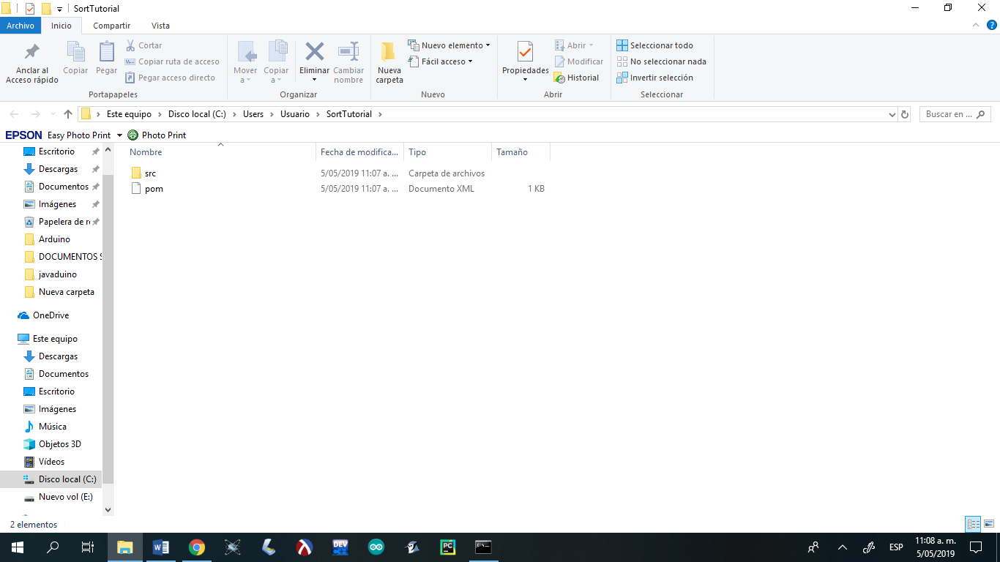 SortTutorial
Archivo Inicio Compartir Vista
Anclar al Acceso rápido
Copiar
Pegar
Cortar
Copiar ruta de acceso
Pegar acceso directo
Portapapeles
Mover a
Copiar a
Eliminar
Cambiar nombre
Organizar
Nueva carpeta
Nuevo elemento
Fácil acceso
Nuevo
Propiedades
Abrir
Modificar
Historial
Abrir
Seleccionar todo
No seleccionar nada
Invertir selección
Seleccionar
Este equipo > Disco local (C:) > Users > Usuario > SortTutorial >
Buscar en ...
EPSON Easy Photo Print Photo Print
Escritorio
Descargas
Documentos
Imágenes
Papelera de re
Arduino
DOCUMENTOS S
javaduino
Nueva carpeta
OneDrive
Este equipo
Descargas
Documentos
Escritorio
Imágenes
Música
Objetos 3D
Vídeos
Disco local (C:)
Nuevo vol (E:)
Nombre Fecha de modifica... Tipo Tamaño
src 5/05/2019 11:07 a. ... Carpeta de archivos
pom 5/05/2019 11:07 a. ... Documento XML 1 KB
2 elementos
DEV
PC
ESP
11:08 a. m.
5/05/2019